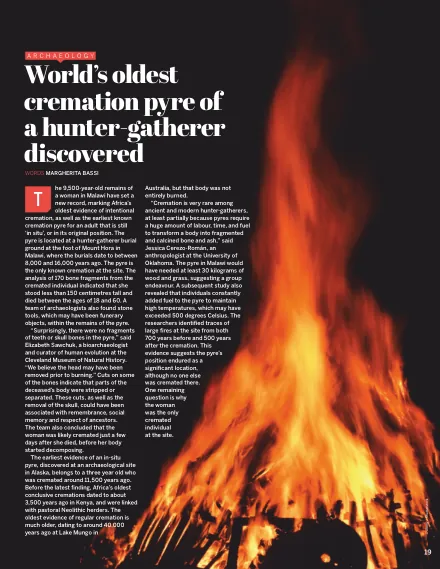 ARCHAEOLOGY
World's oldest
cremation pyre of
a hunter-gatherer
discovered
WORDS MARGHERITA BASSI
The 9,500-year-old remains of
a woman in Malawi have set a
new record, marking Africa's
oldest evidence of intentional
cremation, as well as the earliest known
cremation pyre for an adult that is still
'in situ', or in its original position. The
pyre is located at a hunter-gatherer burial
ground at the foot of Mount Hora in
Malawi, where the burials date to between
8,000 and 16,000 years ago. The pyre is
the only known cremation at the site. The
analysis of 170 bone fragments from the
cremated individual indicated that she
stood less than 150 centimetres tall and
died between the ages of 18 and 60. A
team of archaeologists also found stone
tools, which may have been funerary
objects, within the remains of the pyre.
"Surprisingly, there were no fragments
of teeth or skull bones in the pyre," said
Elizabeth Sawchuk, a bioarchaeologist
and curator of human evolution at the
Cleveland Museum of Natural History.
"We believe the head may have been
removed prior to burning." Cuts on some
of the bones indicate that parts of the
deceased's body were stripped or
separated. These cuts, as well as the
removal of the skull, could have been
associated with remembrance, social
memory and respect of ancestors.
The team also concluded that the
woman was likely cremated just a few
days after she died, before her body
started decomposing.
The earliest evidence of an in-situ
pyre, discovered at an archaeological site
in Alaska, belongs to a three year old who
was cremated around 11,500 years ago.
Before the latest finding, Africa's oldest
conclusive cremations dated to about
3,500 years ago in Kenya, and were linked
with pastoral Neolithic herders. The
oldest evidence of regular cremation is
much older, dating to around 40,000
years ago at Lake Mungo in
Australia, but that body was not
entirely burned.
"Cremation is very rare among
ancient and modern hunter-gatherers,
at least partially because pyres require
a huge amount of labour, time, and fuel
to transform a body into fragmented
and calcined bone and ash," said
Jessica Cerezo-Román, an
anthropologist at the University of
Oklahoma. The pyre in Malawi would
have needed at least 30 kilograms of
wood and grass, suggesting a group
endeavour. A subsequent study also
revealed that individuals constantly
added fuel to the pyre to maintain
high temperatures, which may have
exceeded 500 degrees Celsius. The
researchers identified traces of
large fires at the site from both
700 years before and 500 years
after the cremation. This
evidence suggests the pyre's
position endured as a
significant location,
although no one else
was cremated there.
One remaining
question is why
the woman
was the only
cremated
individual
at the site.
19